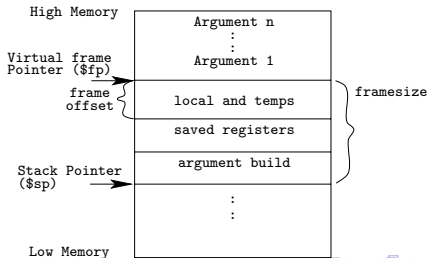 High Memory
Argument n
:
:
Argument 1
Virtual frame
Pointer ($fp)
frame
offset
local and temps
framesize
saved registers
argument build
Stack Pointer
($sp)
:
:
Low Memory